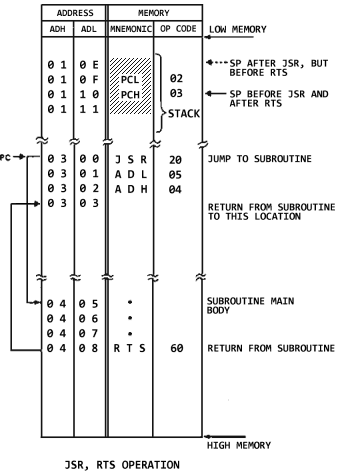 ADDRESS MEMORY
ADH ADL MNEMONIC OP CODE LOW MEMORY
0 1 0 E SP AFTER JSR, BUT
BEFORE RTS
0 1 0 F PCL 02
0 1 1 0 PCH 03 SP BEFORE JSR AND
AFTER RTS
0 1 1 1
STACK
PC 0 3 0 0 J S R 20 JUMP TO SUBROUTINE
0 3 0 1 A D L 05
0 3 0 2 A D H 04
0 3 0 3 RETURN FROM SUBROUTINE
TO THIS LOCATION
0 4 0 5 • SUBROUTINE MAIN
BODY
0 4 0 6 •
0 4 0 7 •
0 4 0 8 R T S 60 RETURN FROM SUBROUTINE
HIGH MEMORY
JSR, RTS OPERATION